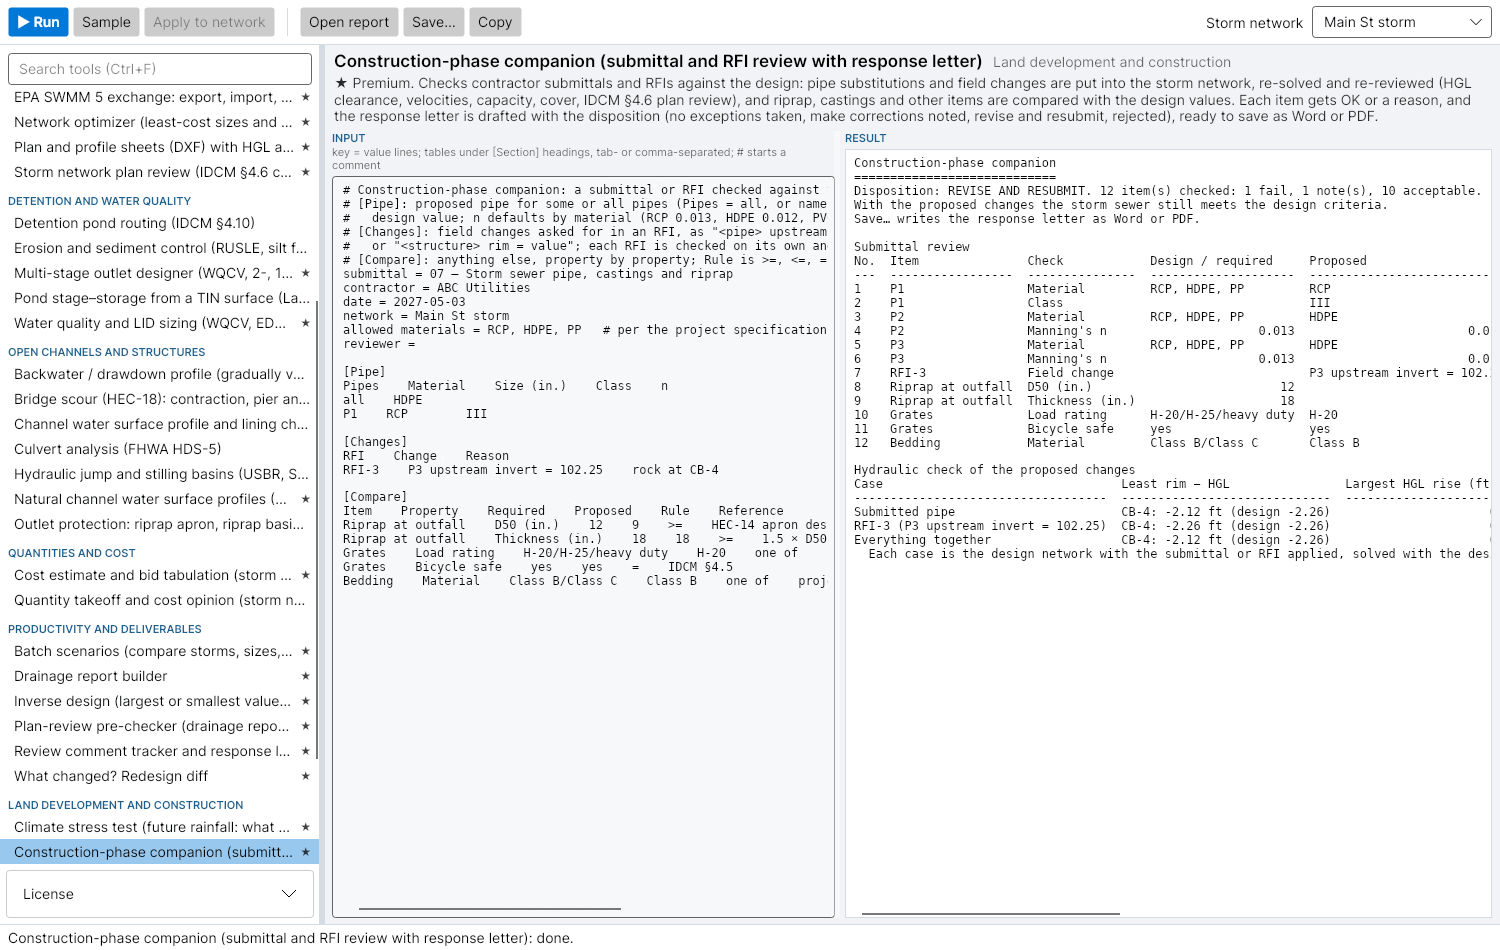 Run
Sample
Apply to network
Open report
Save...
Copy
Storm network
Main St storm
Search tools (Ctrl+F)
EPA SWMM 5 exchange: export, import, ... ★
Network optimizer (least-cost sizes and ... ★
Plan and profile sheets (DXF) with HGL a... ★
Storm network plan review (IDCM §4.6 c... ★
DETENTION AND WATER QUALITY
Detention pond routing (IDCM §4.10)
Erosion and sediment control (RUSLE, silt f...
Multi-stage outlet designer (WQCV, 2-, 1... ★
Pond stage–storage from a TIN surface (La...
Water quality and LID sizing (WQCV, ED... ★
OPEN CHANNELS AND STRUCTURES
Backwater / drawdown profile (gradually v...
Bridge scour (HEC-18): contraction, pier an...
Channel water surface profile and lining ch...
Culvert analysis (FHWA HDS-5)
Hydraulic jump and stilling basins (USBR, S...
Natural channel water surface profiles (... ★
Outlet protection: riprap apron, riprap basi...
QUANTITIES AND COST
Cost estimate and bid tabulation (storm ... ★
Quantity takeoff and cost opinion (storm n...
PRODUCTIVITY AND DELIVERABLES
Batch scenarios (compare storms, sizes,... ★
Drainage report builder ★
Inverse design (largest or smallest value... ★
Plan-review pre-checker (drainage repo... ★
Review comment tracker and response l... ★
What changed? Redesign diff ★
LAND DEVELOPMENT AND CONSTRUCTION
Climate stress test (future rainfall: what ... ★
Construction-phase companion (submitt... ★
License
Construction-phase companion (submittal and RFI review with response letter) Land development and construction
★ Premium. Checks contractor submittals and RFIs against the design: pipe substitutions and field changes are put into the storm network, re-solved and re-reviewed (HGL
clearance, velocities, capacity, cover, IDCM §4.6 plan review), and riprap, castings and other items are compared with the design values. Each item gets OK or a reason, and
the response letter is drafted with the disposition (no exceptions taken, make corrections noted, revise and resubmit, rejected), ready to save as Word or PDF.
INPUT
key = value lines; tables under [Section] headings, tab- or comma-separated; # starts a
comment
# Construction-phase companion: a submittal or RFI checked against
# [Pipe]: proposed pipe for some or all pipes (Pipes = all, or name
#   design value; n defaults by material (RCP 0.013, HDPE 0.012, PV
# [Changes]: field changes asked for in an RFI, as "<pipe> upstream
#   or "<structure> rim = value"; each RFI is checked on its own an
# [Compare]: anything else, property by property; Rule is >=, <=, =
submittal = 07 — Storm sewer pipe, castings and riprap
contractor = ABC Utilities
date = 2027-05-03
network = Main St storm
allowed materials = RCP, HDPE, PP   # per the project specification
reviewer =
[Pipe]
Pipes    Material    Size (in.)    Class    n
all    HDPE
P1    RCP        III
[Changes]
RFI    Change    Reason
RFI-3    P3 upstream invert = 102.25    rock at CB-4
[Compare]
Item    Property    Required    Proposed    Rule    Reference
Riprap at outfall    D50 (in.)    12    9    >=    HEC-14 apron des
Riprap at outfall    Thickness (in.)    18    18    >=    1.5 × D50
Grates    Load rating    H-20/H-25/heavy duty    H-20    one of
Grates    Bicycle safe    yes    yes    =    IDCM §4.5
Bedding    Material    Class B/Class C    Class B    one of    proj
RESULT
Construction-phase companion
============================
Disposition: REVISE AND RESUBMIT. 12 item(s) checked: 1 fail, 1 note(s), 10 acceptable.
With the proposed changes the storm sewer still meets the design criteria.
Save… writes the response letter as Word or PDF.
Submittal review
No.  Item               Check            Design / required     Proposed
---  -----------------  ---------------  --------------------  -------------------------
1    P1                 Material         RCP, HDPE, PP         RCP
2    P1                 Class                                  III
3    P2                 Material         RCP, HDPE, PP         HDPE
4    P2                 Manning's n                     0.013                        0.0
5    P3                 Material         RCP, HDPE, PP         HDPE
6    P3                 Manning's n                     0.013                        0.0
7    RFI-3              Field change                           P3 upstream invert = 102.
8    Riprap at outfall  D50 (in.)                          12
9    Riprap at outfall  Thickness (in.)                    18
10   Grates             Load rating      H-20/H-25/heavy duty  H-20
11   Grates             Bicycle safe     yes                   yes
12   Bedding            Material         Class B/Class C       Class B
Hydraulic check of the proposed changes
Case                                 Least rim − HGL                Largest HGL rise (ft
-----------------------------------  -----------------------------  --------------------
Submitted pipe                       CB-4: -2.12 ft (design -2.26)
RFI-3 (P3 upstream invert = 102.25)  CB-4: -2.26 ft (design -2.26)
Everything together                  CB-4: -2.12 ft (design -2.26)
Each case is the design network with the submittal or RFI applied, solved with the des
Construction-phase companion (submittal and RFI review with response letter): done.